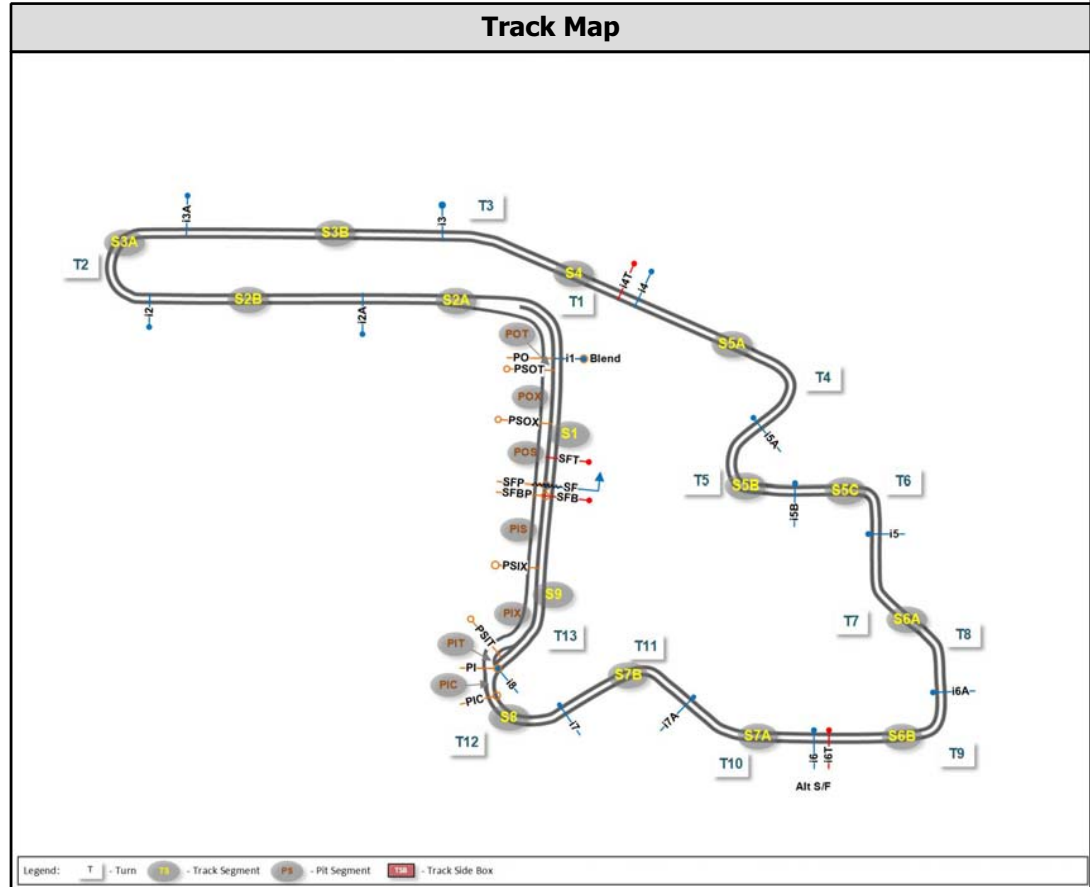 Track Map
i3A
i3
T3
S3B
S3A
T2
S4
i4T
i4
T1
i2
S2B
i2A
S2A
S5A
T4
POT
PO
i1
Blend
PSOT
POX
PSOX
S1
i5A
POS
SFT
SFP
SF
SFBP
SFB
T5
S5B
i5B
S5C
T6
PIS
i5
PSIX
S9
PIX
PSIT
T13
T7
S6A
T8
PIT
PI
T11
S7B
i8
PIC
PIC
i6A
S8
i7
i7A
T12
S7A
T10
i6
i6T
S6B
T9
Alt S/F
Legend: T - Turn TS - Track Segment PS - Pit Segment TSB - Track Side Box